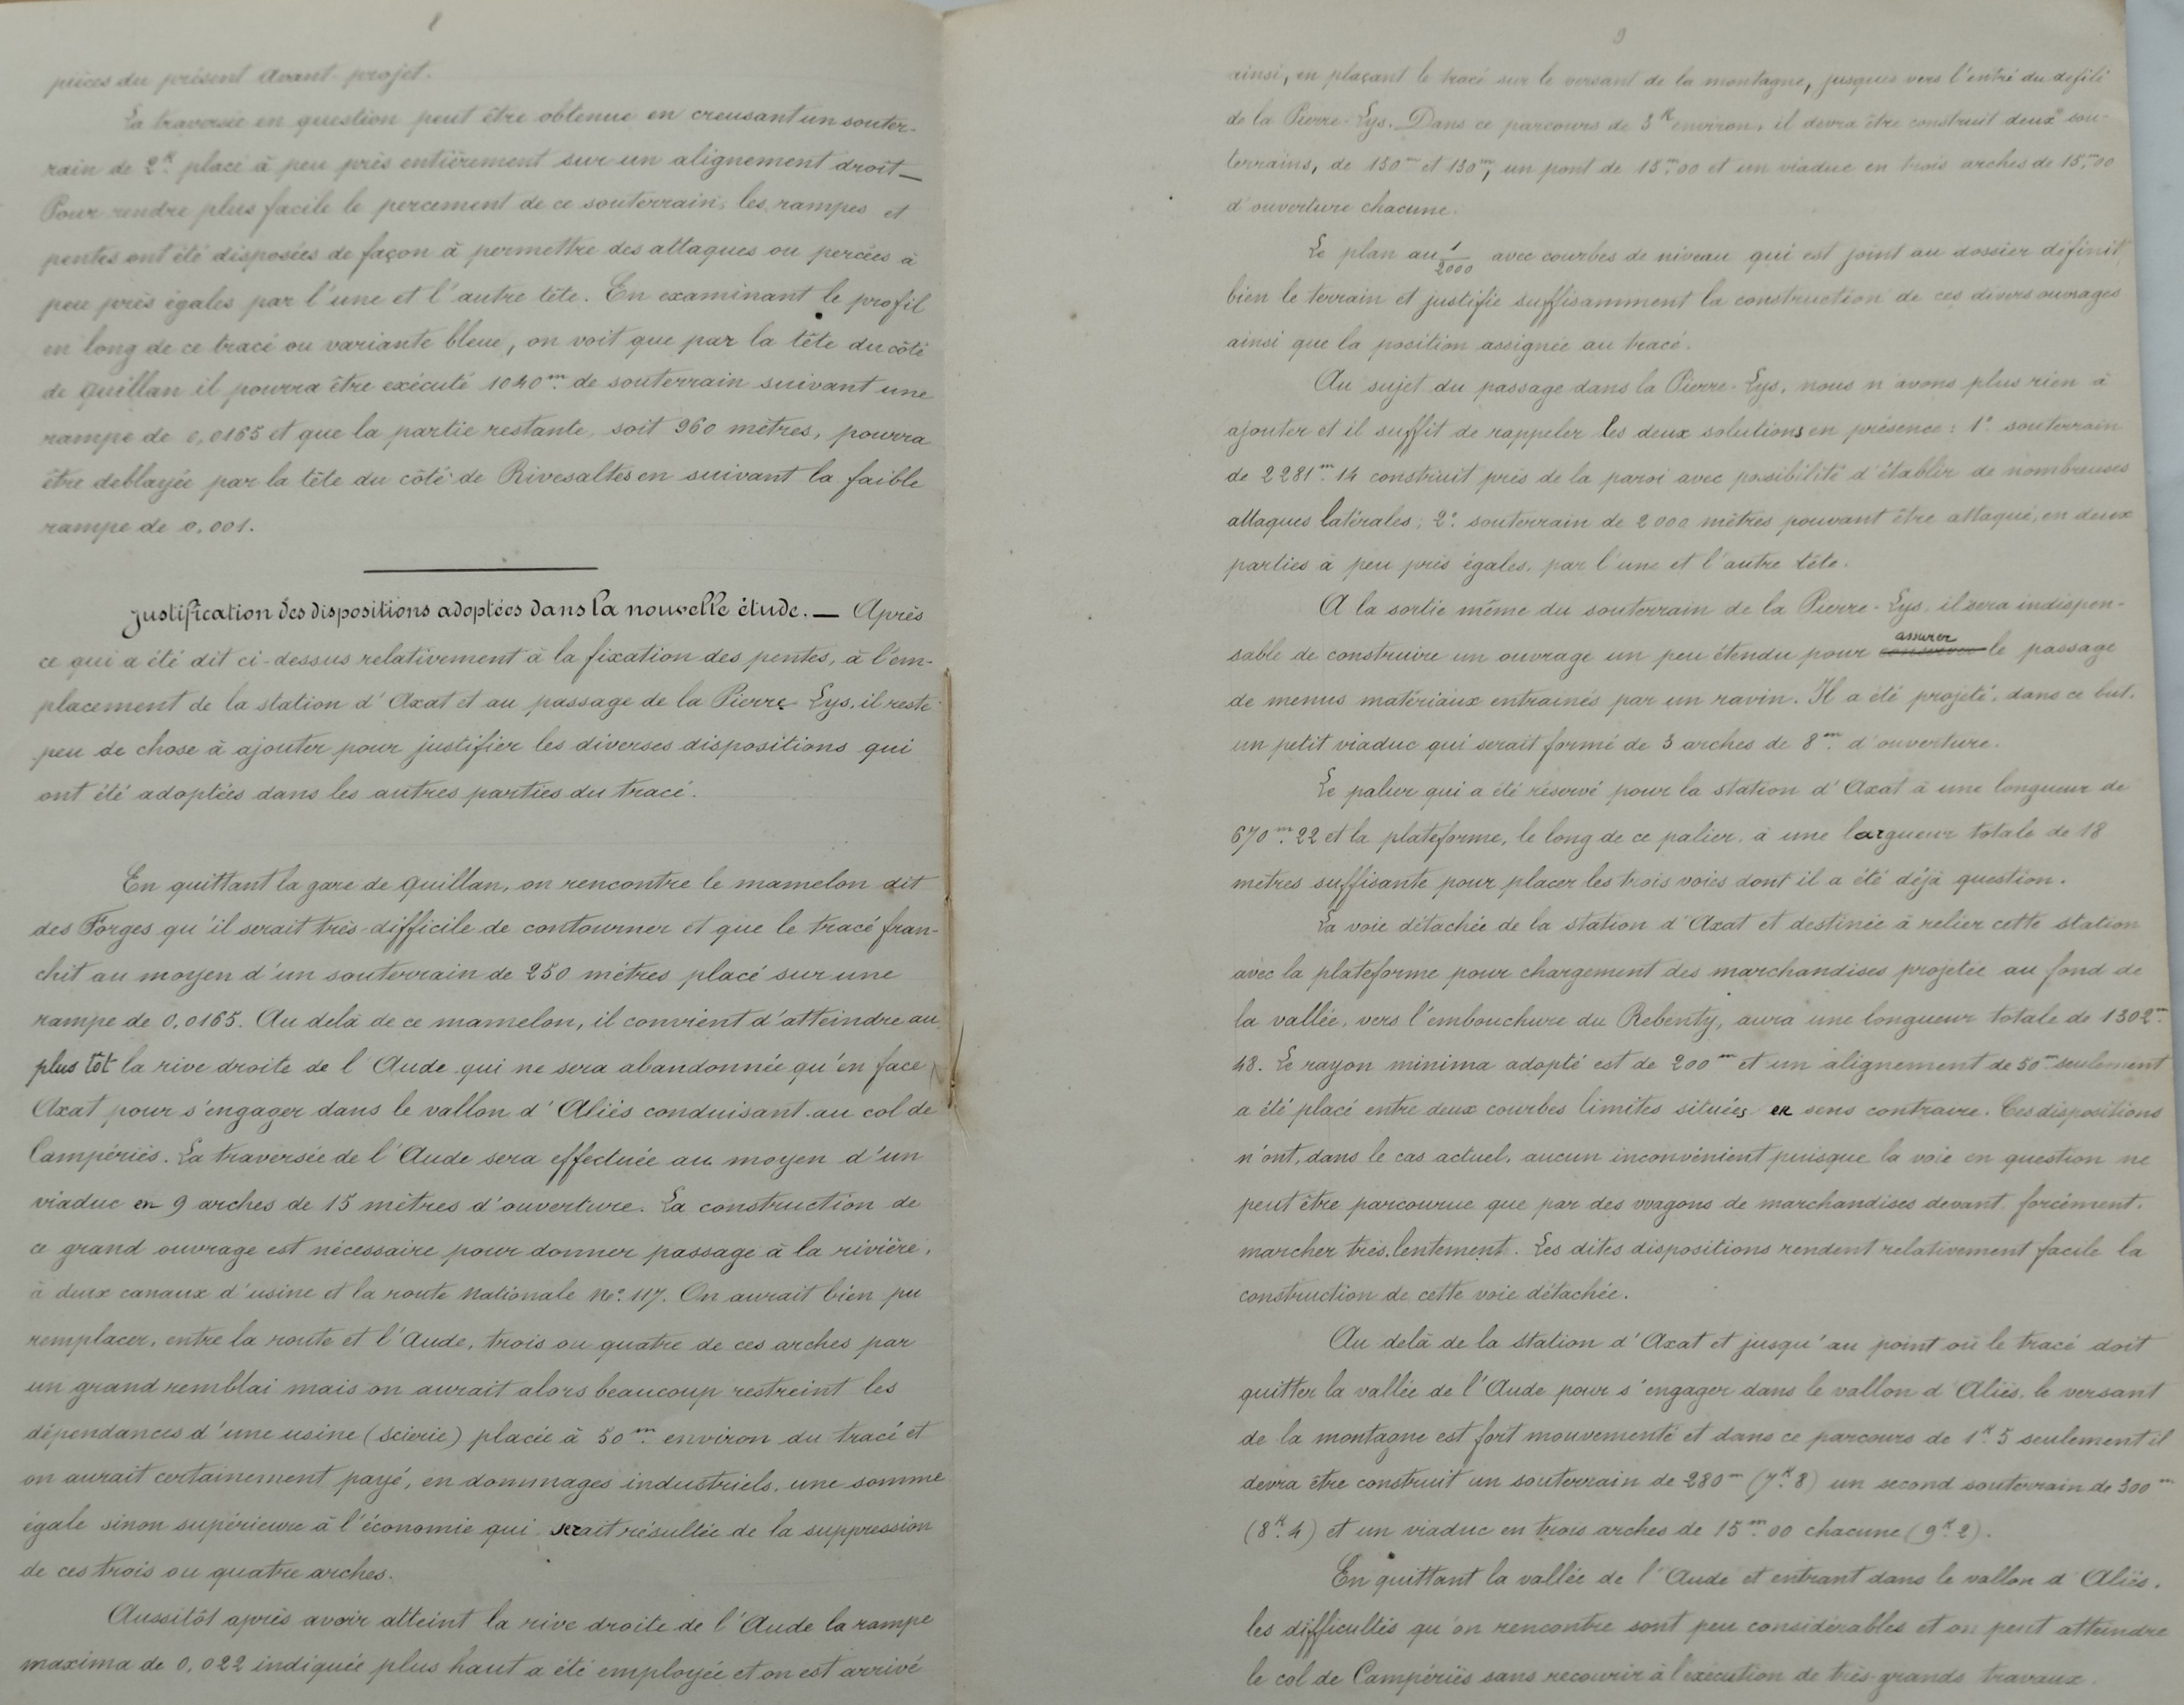 8
pièces du présent avant-projet.
La traversée en question peut être obtenue en creusant un souter-
rain de 2ᴷ. placé à peu près entièrement sur un alignement droit_
Pour rendre plus facile le percement de ce souterrain, les rampes et
pentes ont été disposées de façon à permettre des attaques ou percées à
peu près égales par l'une et l'autre tête. En examinant le profil
en long de ce tracé ou variante bleue, on voit que par la tête du côté
de Quillan il pourra être exécuté 1040ᵐ. de souterrain suivant une
rampe de 0,0165 et que la partie restante, soit 960 mètres, pourra
être deblayée par la tête du côté de Rivesaltes en suivant la faible
rampe de 0,001.
Justification des dispositions adoptées dans la nouvelle étude. _ Après
ce qui a été dit ci-dessus relativement à la fixation des pentes, à l'em-
placement de la station d'Axat et au passage de la Pierre-Lys, il reste
peu de chose à ajouter pour justifier les diverses dispositions qui
ont été adoptées dans les autres parties du tracé.
En quittant la gare de Quillan, on rencontre le mamelon dit
des Forges qu'il serait très-difficile de contourner et que le tracé fran-
chit au moyen d'un souterrain de 250 mètres placé sur une
rampe de 0,0165. Au delà de ce mamelon, il convient d'atteindre au
plus tôt la rive droite de l'Aude qui ne sera abandonnée qu'en face
Axat pour s'engager dans le vallon d'Aliès conduisant au col de
Campériès. La traversée de l'Aude sera effectuée au moyen d'un
viaduc en 9 arches de 15 mètres d'ouverture. La construction de
ce grand ouvrage est nécessaire pour donner passage à la rivière,
à deux canaux d'usine et la route Nationale Nº. 117. On aurait bien pu
remplacer, entre la route et l'Aude, trois ou quatre de ces arches par
un grand remblai mais on aurait alors beaucoup restreint les
dépendances d'une usine (scierie) placée à 50ᵐ. environ du tracé et
on aurait certainement payé, en dommages industriels, une somme
égale sinon supérieure à l'économie qui serait résultée de la suppression
de ces trois ou quatre arches.
Aussitôt après avoir atteint la rive droite de l'Aude la rampe
maxima de 0,022 indiquée plus haut a été employée et on est arrivé
9
ainsi, en plaçant le tracé sur le versant de la montagne, jusques vers l'entré du défilé
de la Pierre-Lys. Dans ce parcours de 3ᴷ environ, il devra être construit deux sou-
terrains, de 150ᵐ et 130ᵐ, un pont de 15ᵐ.00 et un viaduc en trois arches de 15ᵐ.00
d'ouverture chacune.
Le plan au 1/2000 avec courbes de niveau qui est joint au dossier définit
bien le terrain et justifie suffisamment la construction de ces divers ouvrages
ainsi que la position assignée au tracé.
Au sujet du passage dans la Pierre-Lys, nous n'avons plus rien à
ajouter et il suffit de rappeler les deux solutions en présence : 1º. souterrain
de 2281ᵐ.14 construit près de la paroi avec possibilité d'établir de nombreuses
attaques latérales; 2º. souterrain de 2000 mètres pouvant être attaqué, en deux
parties à peu près égales, par l'une et l'autre tête.
A la sortie même du souterrain de la Pierre-Lys, il sera indispen-
assurer
sable de construire un ouvrage un peu étendu pour conserver le passage
de menus matériaux entrainés par un ravin. Il a été projeté, dans ce but,
un petit viaduc qui serait formé de 3 arches de 8ᵐ. d'ouverture.
Le palier qui a été réservé pour la station d'Axat à une longueur de
670ᵐ.22 et la plateforme, le long de ce palier, à une largueur totale de 18
mètres suffisante pour placer les trois voies dont il a été déjà question.
La voie détachée de la station d'Axat et destinée à relier cette station
avec la plateforme pour chargement des marchandises projetée au fond de
la vallée, vers l'embouchure du Rebenty, aura une longueur totale de 1302ᵐ.
48. Le rayon minima adopté est de 200ᵐ et un alignement de 50ᵐ seulement
a été placé entre deux courbes limites situées en sens contraire. Ces dispositions
n'ont, dans le cas actuel, aucun inconvénient puisque la voie en question ne
peut être parcourue que par des wagons de marchandises devant, forcément,
marcher très-lentement. Les dites dispositions rendent relativement facile la
construction de cette voie détachée.
Au delà de la station d'Axat et jusqu'au point où le tracé doit
quitter la vallée de l'Aude pour s'engager dans le vallon d'Aliès, le versant
de la montagne est fort mouvementé et dans ce parcours de 1ᴷ.5 seulement il
devra être construit un souterrain de 280ᵐ (7ᴷ.8) un second souterrain de 300ᵐ
(8ᴷ.4) et un viaduc en trois arches de 15ᵐ.00 chacune (9ᴷ.2).
En quittant la vallée de l'Aude et entrant dans le vallon d'Aliès,
les difficultés qu'on rencontre sont peu considérables et on peut atteindre
le col de Campériès sans recourir à l'exécution de très-grands travaux.